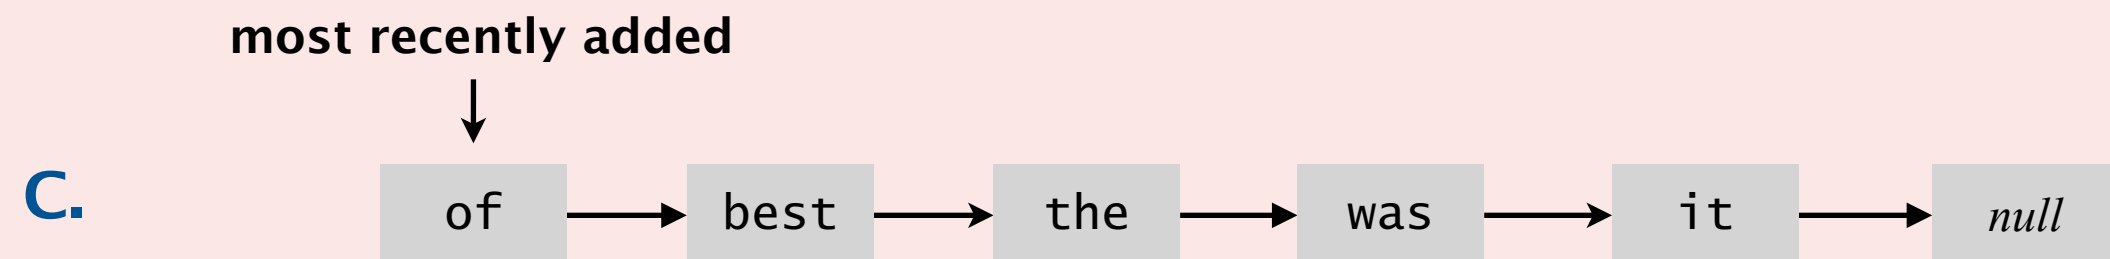 most recently added
C. of best the was it null